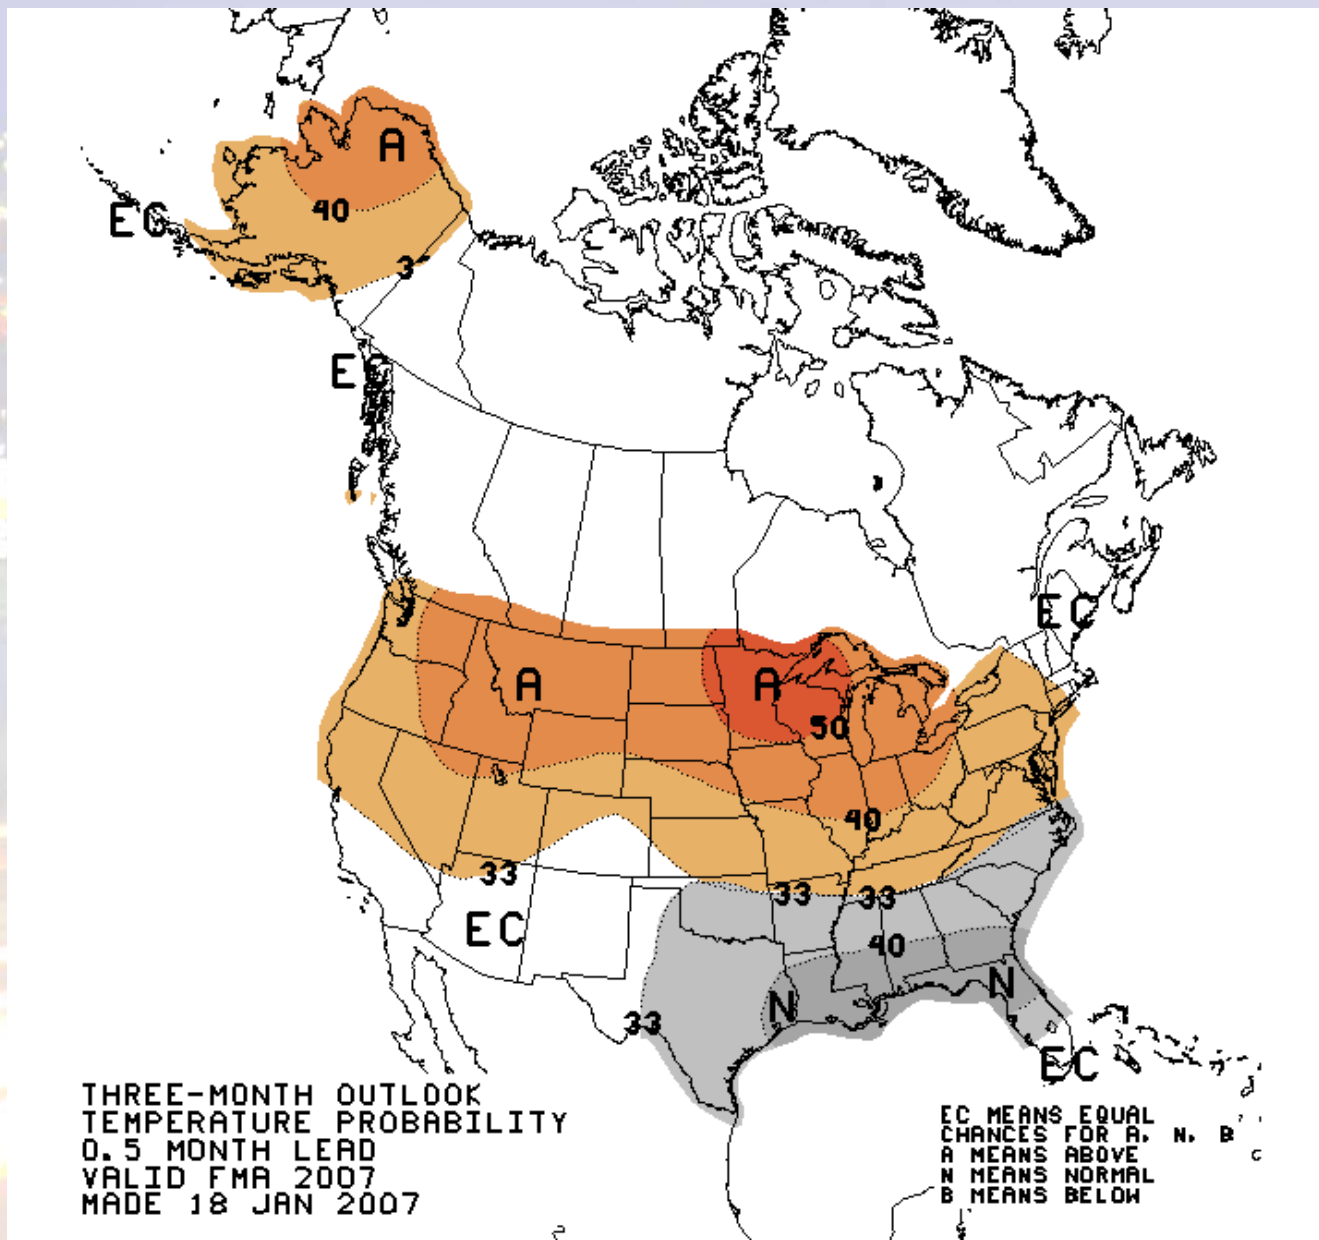 A
40
EC
3
EC
EC
A
A
50
40
33
33
33
EC
40
N
N
33
EC
THREE-MONTH OUTLOOK
TEMPERATURE PROBABILITY
0.5 MONTH LEAD
VALID FMA 2007
MADE 18 JAN 2007
EC MEANS EQUAL
CHANCES FOR A, N, B
A MEANS ABOVE
N MEANS NORMAL
B MEANS BELOW